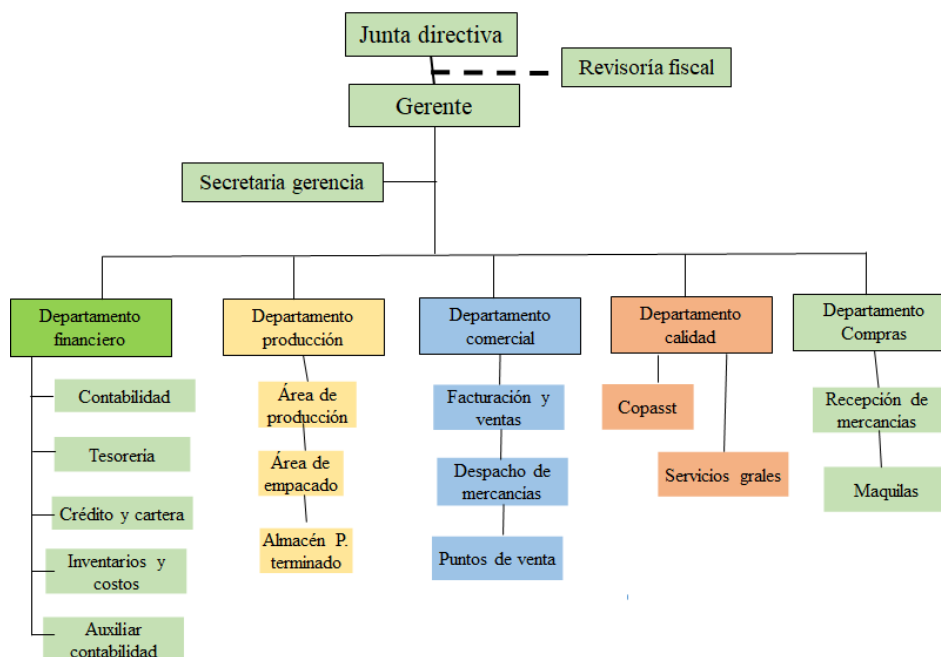 Junta directiva
Revisoría fiscal
Gerente
Secretaria gerencia
Departamento
financiero
Contabilidad
Tesoreria
Crédito y cartera
Inventarios y
costos
Auxiliar
contabilidad
Departamento
producción
Área de
producción
Área de
empacado
Almacén P.
terminado
Departamento
comercial
Facturación y
ventas
Despacho de
mercancías
Puntos de venta
Departamento
calidad
Copasst
Servicios grales
Departamento
Compras
Recepción de
mercancías
Maquilas